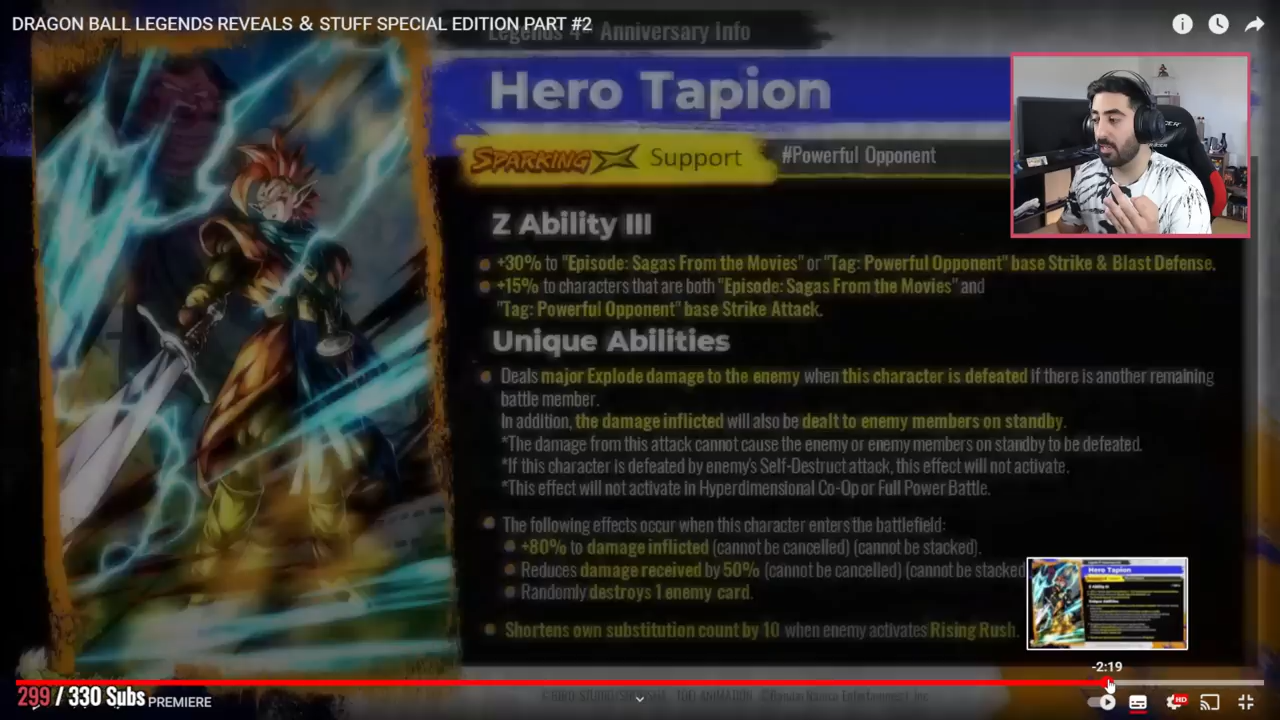 DRAGON BALL LEGENDS REVEALS & STUFF SPECIAL EDITION PART #2
Legends 4th Anniversary Info
Hero Tapion
SPARKING Support
#Powerful Opponent
Z Ability III
+30% to "Episode: Sagas From the Movies" or "Tag: Powerful Opponent" base Strike & Blast Defense.
+15% to characters that are both "Episode: Sagas From the Movies" and
"Tag: Powerful Opponent" base Strike Attack.
Unique Abilities
Deals major Explode damage to the enemy when this character is defeated if there is another remaining
battle member.
In addition, the damage inflicted will also be dealt to enemy members on standby.
*The damage from this attack cannot cause the enemy or enemy members on standby to be defeated.
*If this character is defeated by enemy's Self-Destruct attack, this effect will not activate.
*This effect will not activate in Hyperdimensional Co-Op or Full Power Battle.
The following effects occur when this character enters the battlefield:
+80% to damage inflicted (cannot be cancelled) (cannot be stacked).
Reduces damage received by 50% (cannot be cancelled) (cannot be stacked
Randomly destroys 1 enemy card.
Shortens own substitution count by 10 when enemy activates Rising Rush.
Hero Tapion
-2:19
299 / 330 Subs
PREMIERE
HD